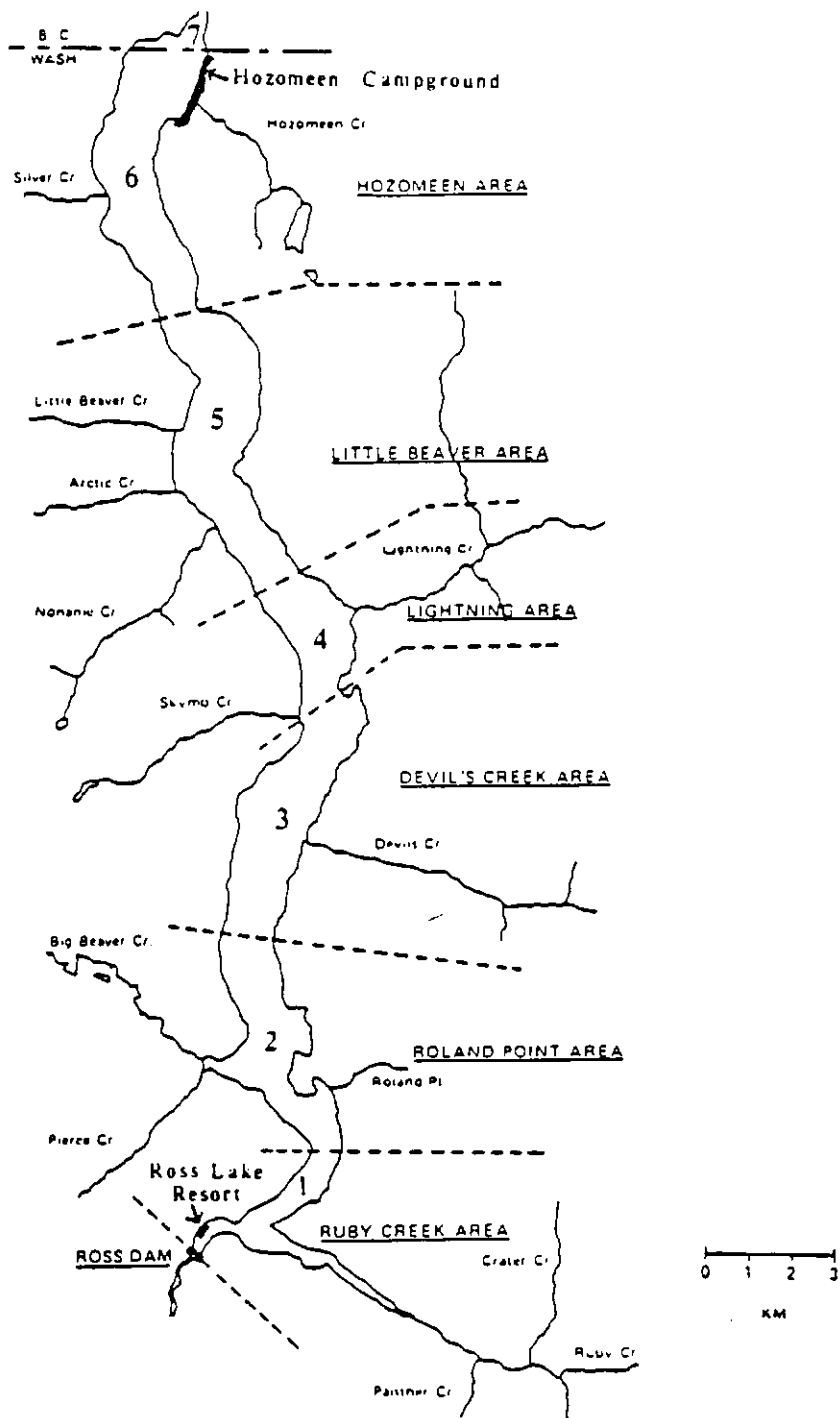 B C
7
WASH
Hozomeen Campground
Hozomeen Cr
Silver Cr
6
HOZOMEEN AREA
Little Beaver Cr
5
LITTLE BEAVER AREA
Arctic Cr
Lightning Cr
Nohanie Cr
LIGHTNING AREA
4
Skymo Cr
DEVIL'S CREEK AREA
3
Devils Cr
Big Beaver Cr.
2
ROLAND POINT AREA
Roland Pt
Pierce Cr
Ross Lake
Resort
1
RUBY CREEK AREA
ROSS DAM
Crater Cr
0 1 2 3
KM
Ruby Cr
Panther Cr